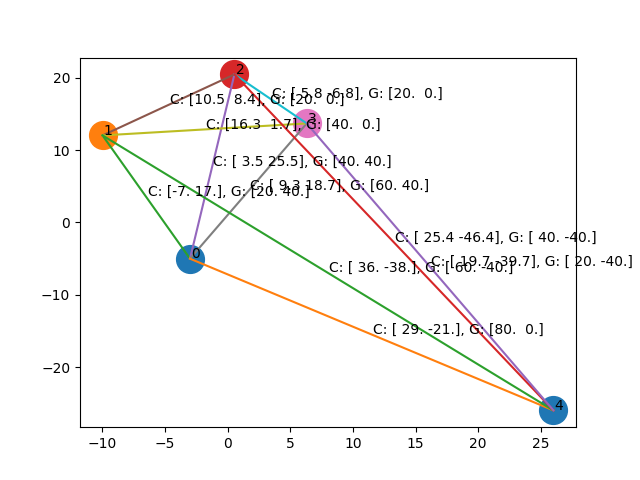 2
C: [-5.8 -6.8], G: [20. 0.]
C: [10.5 8.4], G: [20. 0.]
3
C: [16.3 1.7], G: [40. 0.]
1
C: [ 3.5 25.5], G: [40. 40.]
C: [ 9.3 18.7], G: [60. 40.]
C: [-7. 17.], G: [20. 40.]
0
C: [ 25.4 -46.4], G: [ 40. -40.]
C: [ 19.7 -39.7], G: [ 20. -40.]
C: [ 36. -38.], G: [ 60. -40.]
C: [ 29. -21.], G: [80. 0.]
4
20
10
0
−10
−20
−10 −5 0 5 10 15 20 25